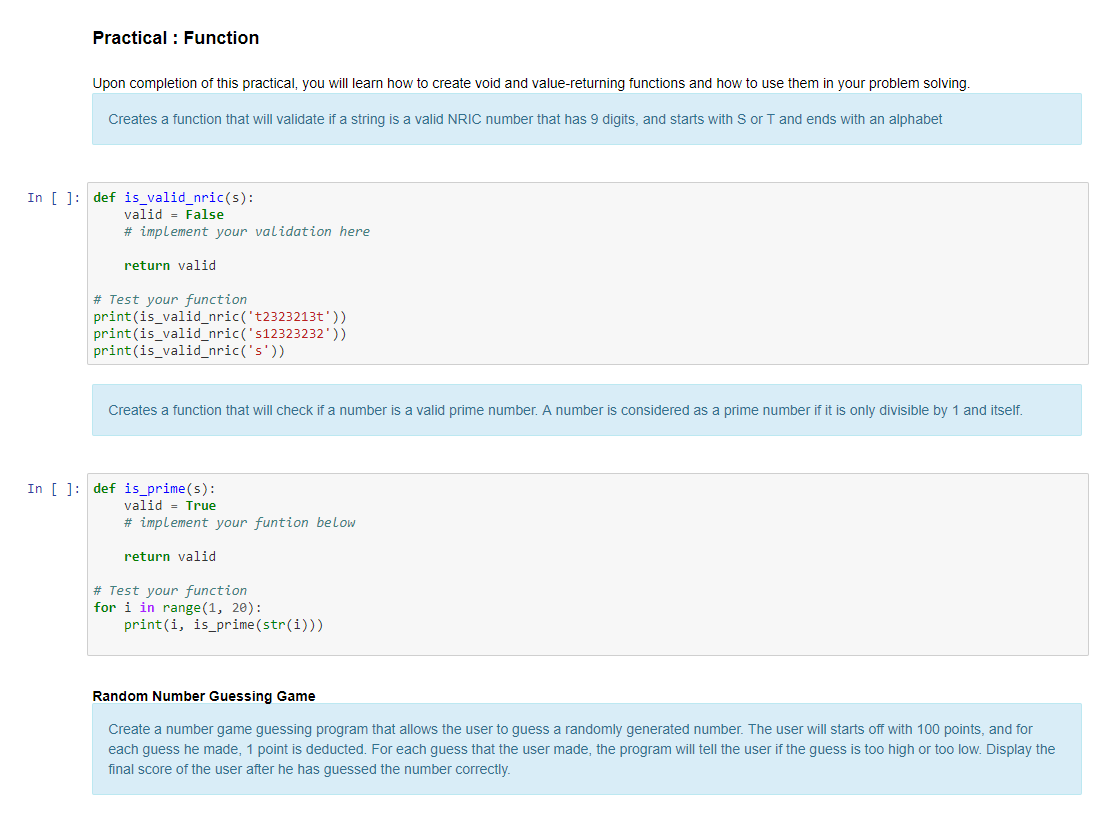 Practical : Function
Upon completion of this practical, you will learn how to create void and value-returning functions and how to use them in your problem solving.
Creates a function that will validate if a string is a valid NRIC number that has 9 digits, and starts with S or T and ends with an alphabet
In [ ]: def is_valid_nric(s):
    valid = False
    # implement your validation here
    return valid
# Test your function
print(is_valid_nric('t2323213t'))
print(is_valid_nric('s12323232'))
print(is_valid_nric('s'))
Creates a function that will check if a number is a valid prime number. A number is considered as a prime number if it is only divisible by 1 and itself.
In [ ]: def is_prime(s):
    valid = True
    # implement your funtion below
    return valid
# Test your function
for i in range(1, 20):
    print(i, is_prime(str(i)))
Random Number Guessing Game
Create a number game guessing program that allows the user to guess a randomly generated number. The user will starts off with 100 points, and for
each guess he made, 1 point is deducted. For each guess that the user made, the program will tell the user if the guess is too high or too low. Display the
final score of the user after he has guessed the number correctly.